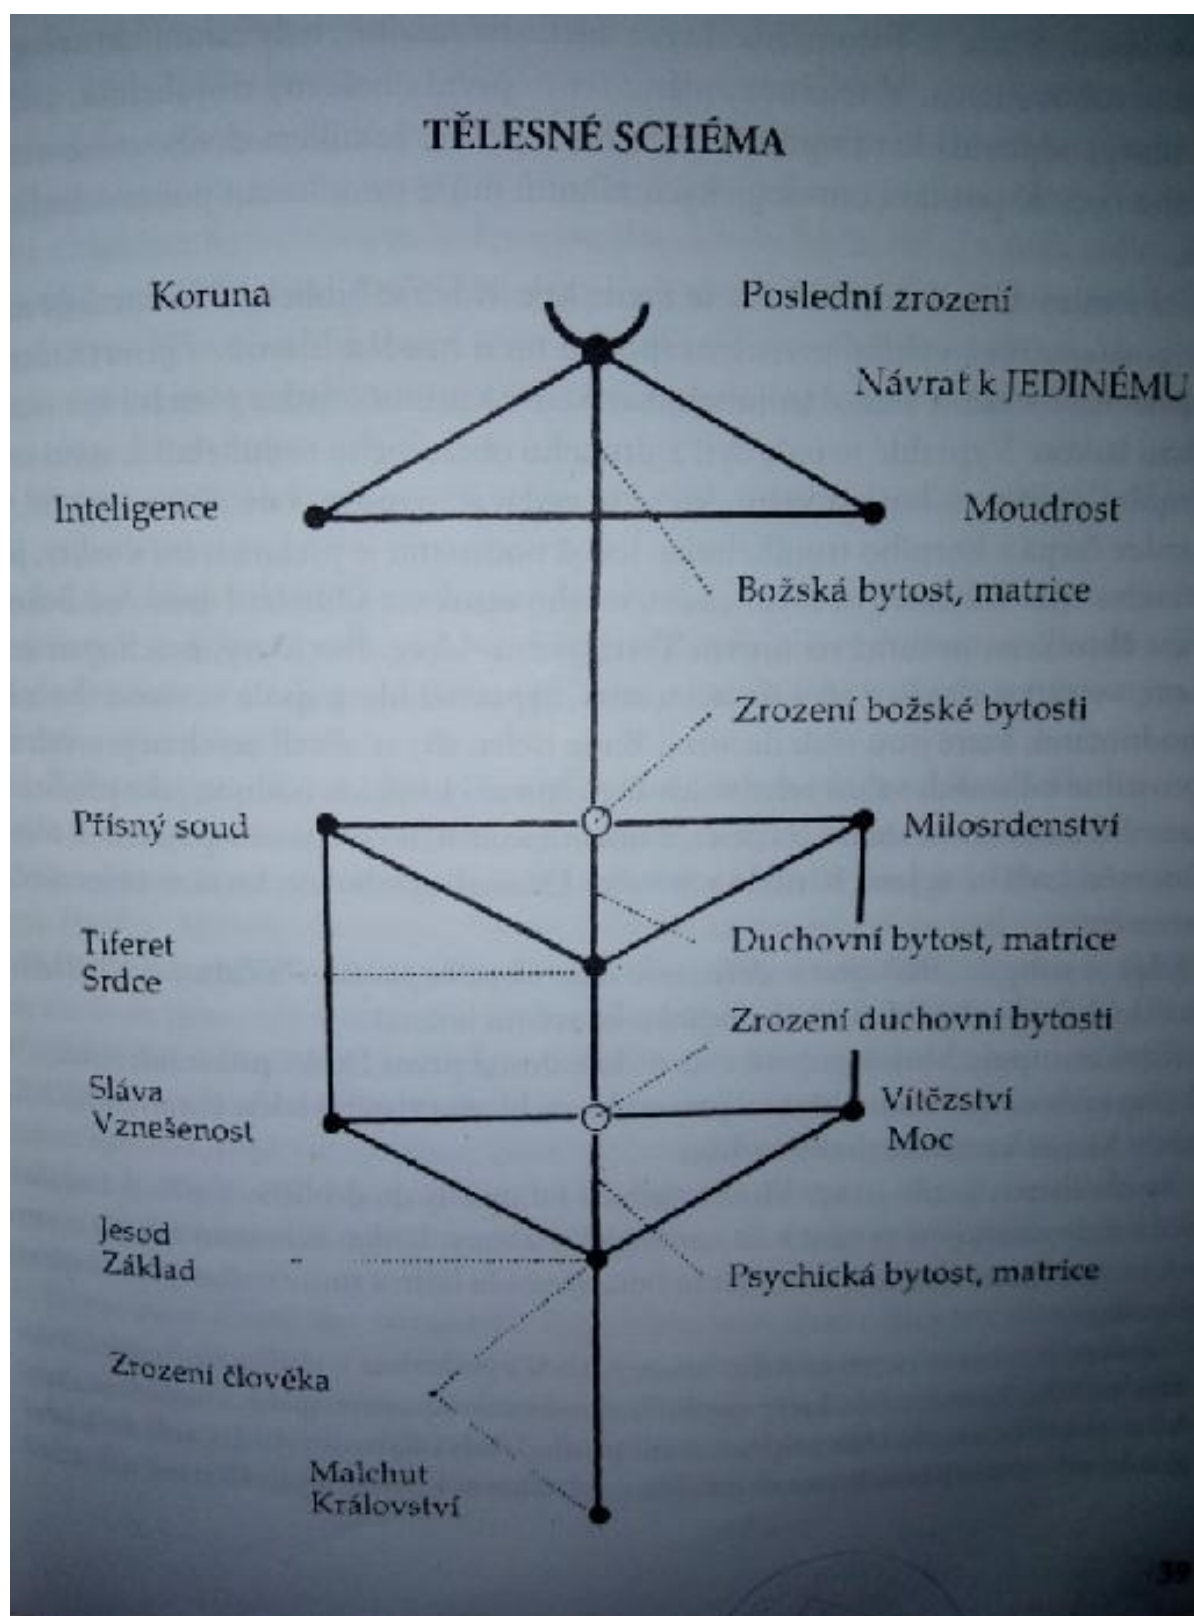 TĚLESNÉ SCHÉMA
Koruna
Poslední zrození
Návrat k JEDINÉMU
Inteligence
Moudrost
Božská bytost, matrice
Zrození božské bytosti
Přísný soud
Milosrdenství
Tiferet
Srdce
Duchovní bytost, matrice
Zrození duchovní bytosti
Sláva
Vznešenost
Vítězství
Moc
Jesod
Základ
Psychická bytost, matrice
Zrození člověka
Malchut
Království
39